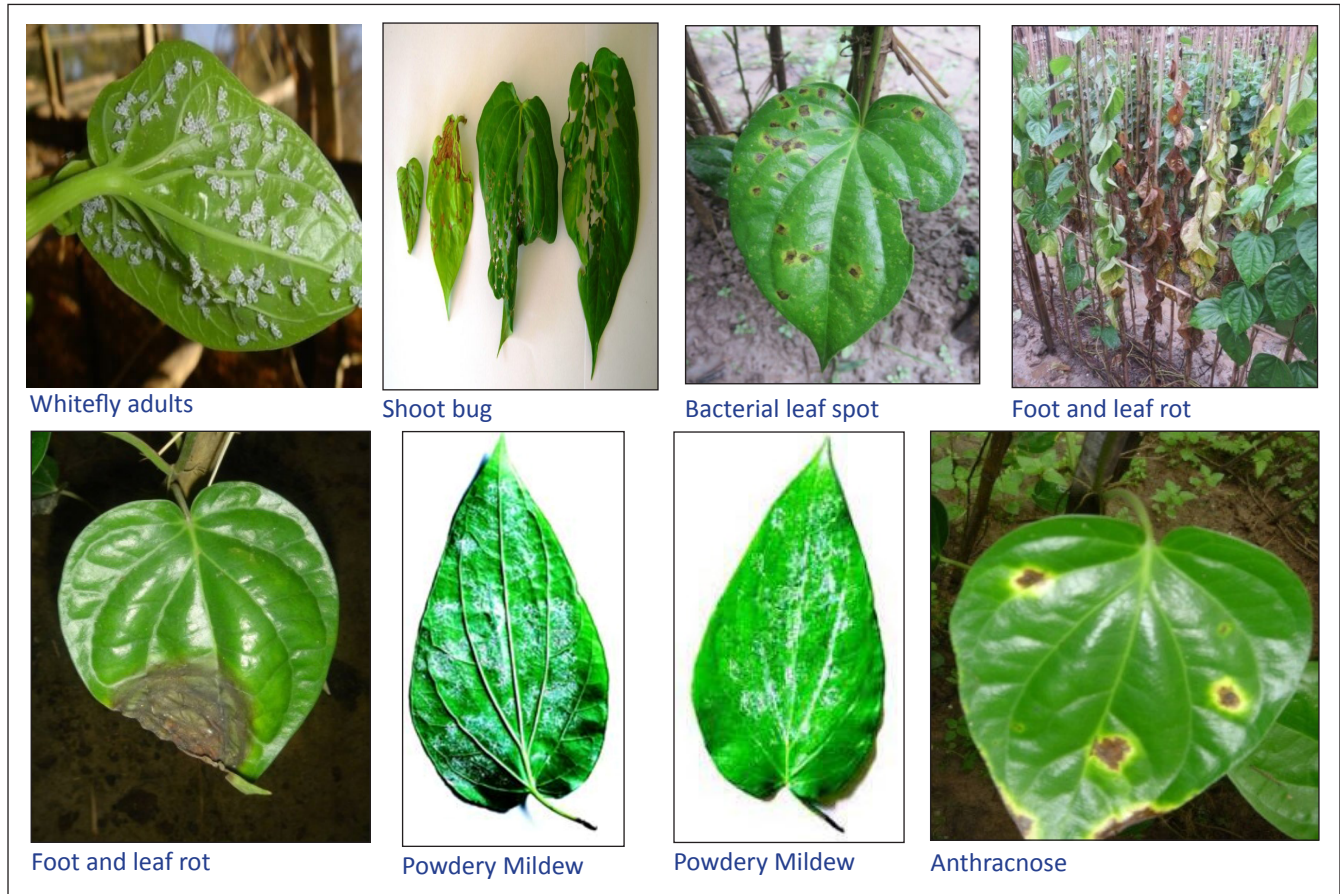 Whitefly adults
Shoot bug
Bacterial leaf spot
Foot and leaf rot
Foot and leaf rot
Powdery Mildew
Powdery Mildew
Anthracnose